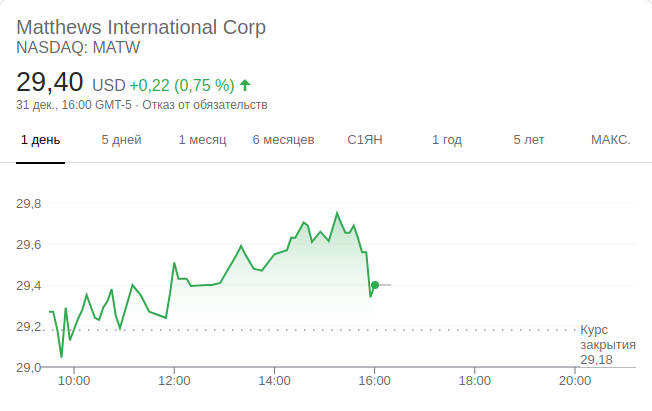 Matthews International Corp
NASDAQ: MATW
29,40 USD +0,22 (0,75 %) ↑
31 дек., 16:00 GMT-5 · Отказ от обязательств
1 день 5 дней 1 месяц 6 месяцев С1ЯН 1 год 5 лет МАКС.
29,8
29,6
29,4
29,2
29,0
Курс
закрытия
29,18
10:00 12:00 14:00 16:00 18:00 20:00